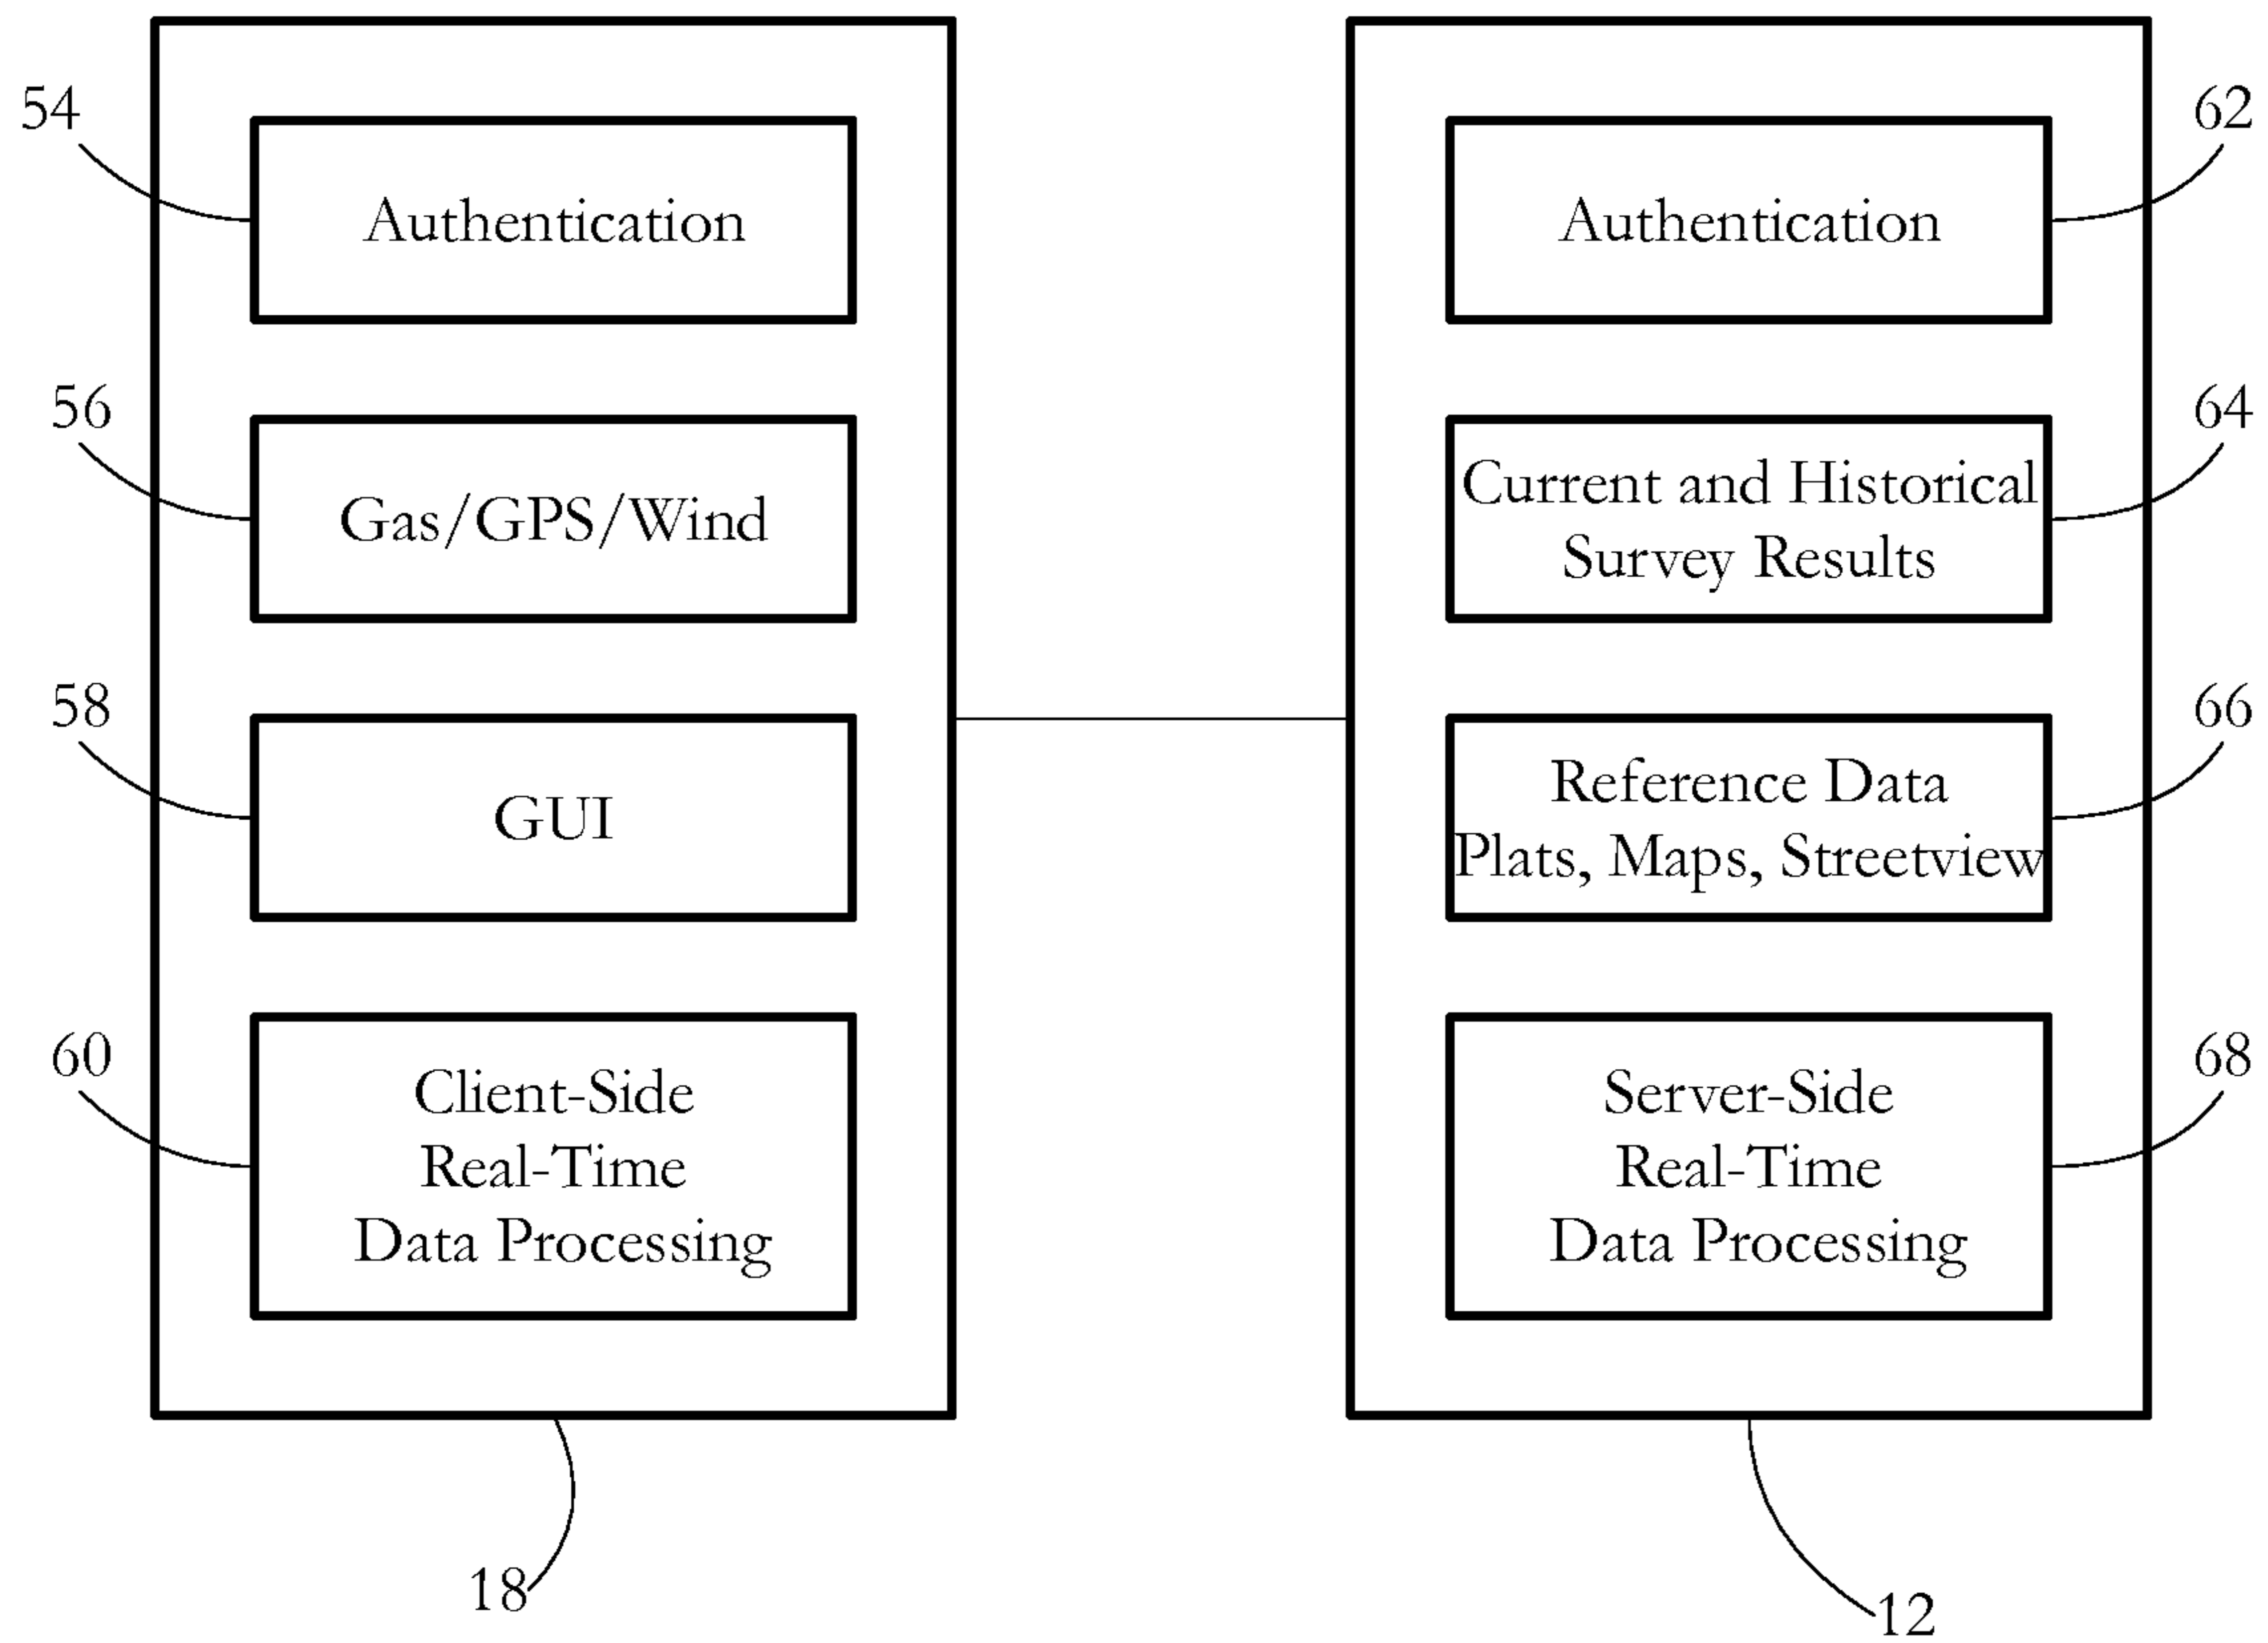 54
Authentication
56
Gas/GPS/Wind
58
GUI
60
Client-Side
Real-Time
Data Processing
18
62
Authentication
64
Current and Historical
Survey Results
66
Reference Data
Plats, Maps, Streetview
68
Server-Side
Real-Time
Data Processing
12